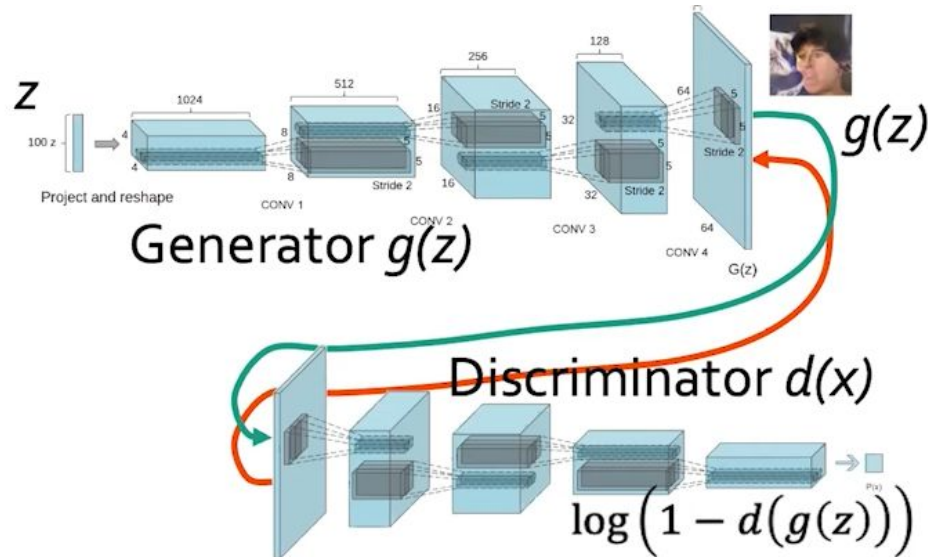 z
100 z
Project and reshape
1024
4
4
512
8
5
5
8
Stride 2
CONV 1
256
16
Stride 2
5
5
16
CONV 2
128
32
5
5
Stride 2
32
CONV 3
64
5
5
Stride 2
64
CONV 4
G(z)
g(z)
Generator g(z)
Discriminator d(x)
P(x)
log(1 − d(g(z)))